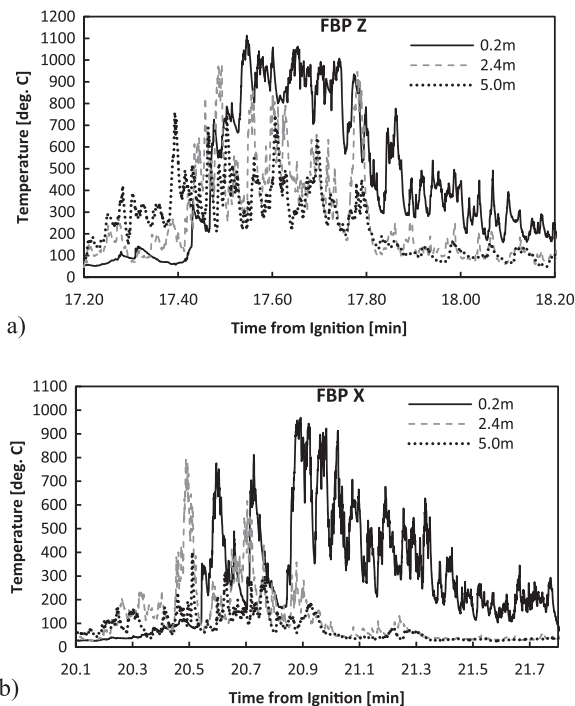 FBP Z
1200
1100
1000
900
800
700
600
500
400
300
200
100
0
Temperature [deg. C]
0.2m
2.4m
5.0m
17.20 17.40 17.60 17.80 18.00 18.20
Time from Ignition [min]
a)
FBP X
1100
1000
900
800
700
600
500
400
300
200
100
0
Temperature [deg. C]
0.2m
2.4m
5.0m
20.1 20.3 20.5 20.7 20.9 21.1 21.3 21.5 21.7
Time from Ignition [min]
b)